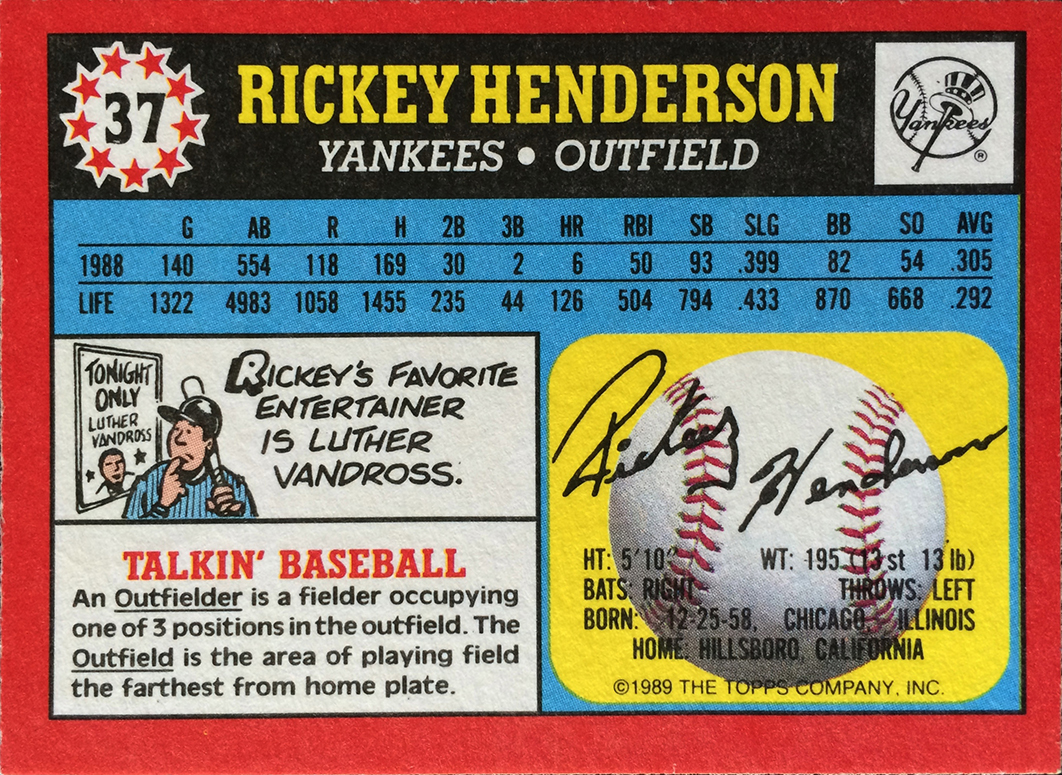 37
RICKEY HENDERSON
YANKEES • OUTFIELD
Yankees
®
G AB R H 2B 3B HR RBI SB SLG BB SO AVG
1988 140 554 118 169 30 2 6 50 93 .399 82 54 .305
LIFE 1322 4983 1058 1455 235 44 126 504 794 .433 870 668 .292
TONIGHT
ONLY
LUTHER
VANDROSS
RICKEY'S FAVORITE
ENTERTAINER
IS LUTHER
VANDROSS.
TALKIN' BASEBALL
An Outfielder is a fielder occupying
one of 3 positions in the outfield. The
Outfield is the area of playing field
the farthest from home plate.
Rickey Henderson
HT: 5'10" WT: 195 (13 st 13 lb)
BATS: RIGHT THROWS: LEFT
BORN: 12-25-58, CHICAGO, ILLINOIS
HOME: HILLSBORO, CALIFORNIA
©1989 THE TOPPS COMPANY, INC.